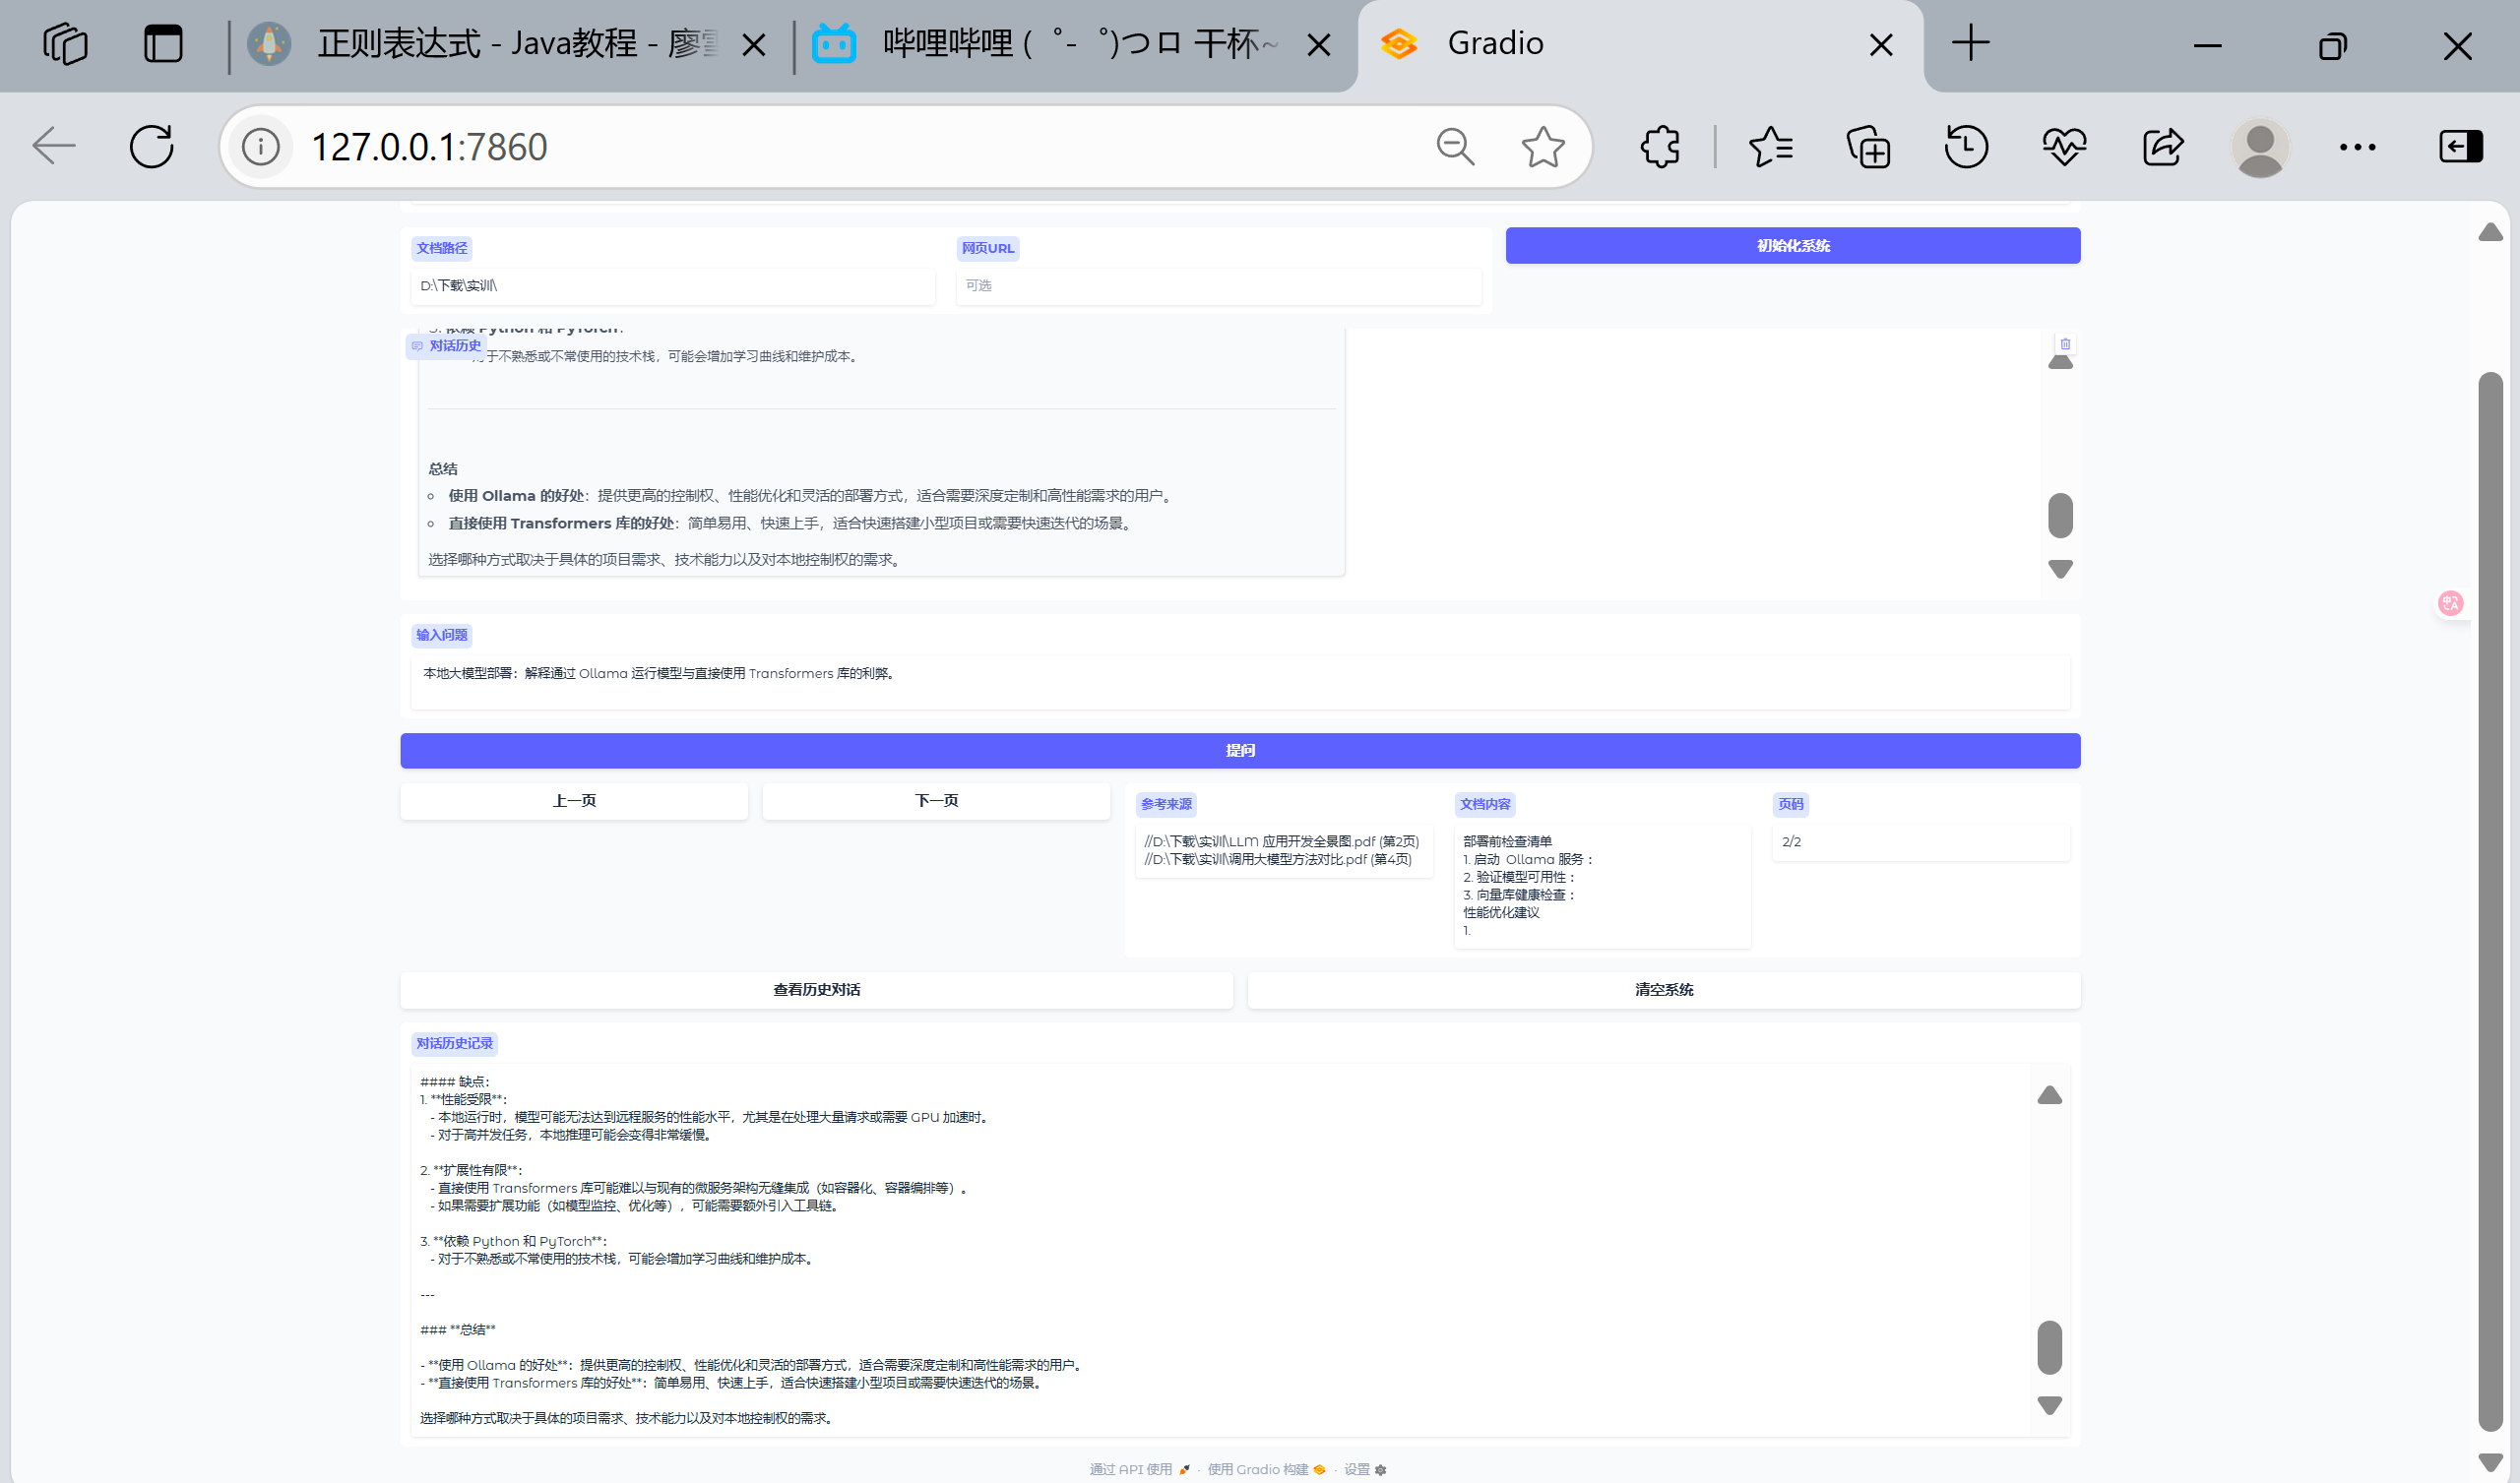 正则表达式 - Java教程 - 廖
哔哩哔哩 (゜-゜)つロ 干杯~
Gradio
127.0.0.1:7860
文档路径
网页URL
初始化系统
D:\下载\实训\
可选
3. 依赖 Python 和 PyTorch：
对话历史
对于不熟悉或不常使用的技术栈，可能会增加学习曲线和维护成本。
总结
使用 Ollama 的好处：提供更高的控制权、性能优化和灵活的部署方式，适合需要深度定制和高性能需求的用户。
直接使用 Transformers 库的好处：简单易用、快速上手，适合快速搭建小型项目或需要快速迭代的场景。
选择哪种方式取决于具体的项目需求、技术能力以及对本地控制权的需求。
输入问题
本地大模型部署：解释通过 Ollama 运行模型与直接使用 Transformers 库的利弊。
提问
上一页
下一页
参考来源
//D:\下载\实训\LLM 应用开发全景图.pdf (第2页)
//D:\下载\实训\调用大模型方法对比.pdf (第4页)
文档内容
部署前检查清单
1. 启动 Ollama 服务：
2. 验证模型可用性：
3. 向量库健康检查：
性能优化建议
1.
页码
2/2
查看历史对话
清空系统
对话历史记录
#### 缺点：
1. **性能受限**：
- 本地运行时，模型可能无法达到远程服务的性能水平，尤其是在处理大量请求或需要 GPU 加速时。
- 对于高并发任务，本地推理可能会变得非常缓慢。
2. **扩展性有限**：
- 直接使用 Transformers 库可能难以与现有的微服务架构无缝集成（如容器化、容器编排等）。
- 如果需要扩展功能（如模型监控、优化等），可能需要额外引入工具链。
3. **依赖 Python 和 PyTorch**：
- 对于不熟悉或不常使用的技术栈，可能会增加学习曲线和维护成本。
---
### **总结**
- **使用 Ollama 的好处**：提供更高的控制权、性能优化和灵活的部署方式，适合需要深度定制和高性能需求的用户。
- **直接使用 Transformers 库的好处**：简单易用、快速上手，适合快速搭建小型项目或需要快速迭代的场景。
选择哪种方式取决于具体的项目需求、技术能力以及对本地控制权的需求。
通过 API 使用 · 使用 Gradio 构建 · 设置